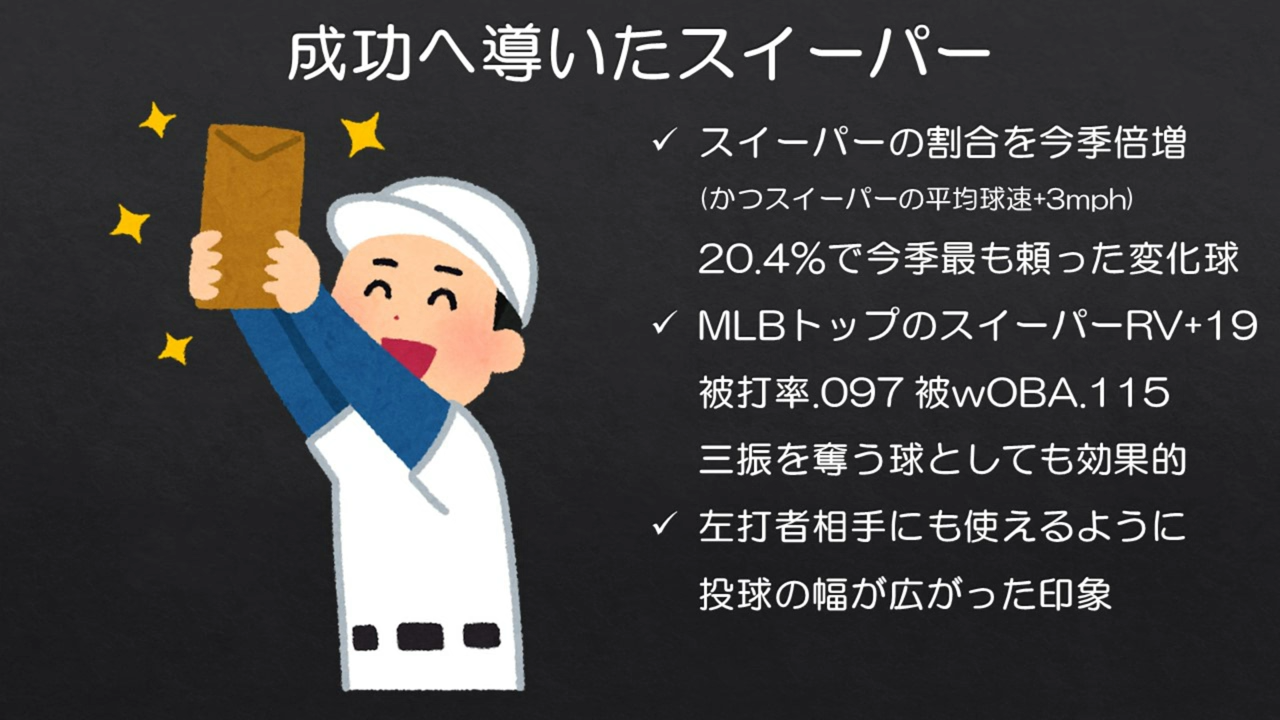 成功へ導いたスイーパー
✓ スイーパーの割合を今季倍増
(かつスイーパーの平均球速+3mph)
20.4%で今季最も頼った変化球
✓ MLBトップのスイーパーRV+19
被打率.097 被wOBA.115
三振を奪う球としても効果的
✓ 左打者相手にも使えるように
投球の幅が広がった印象